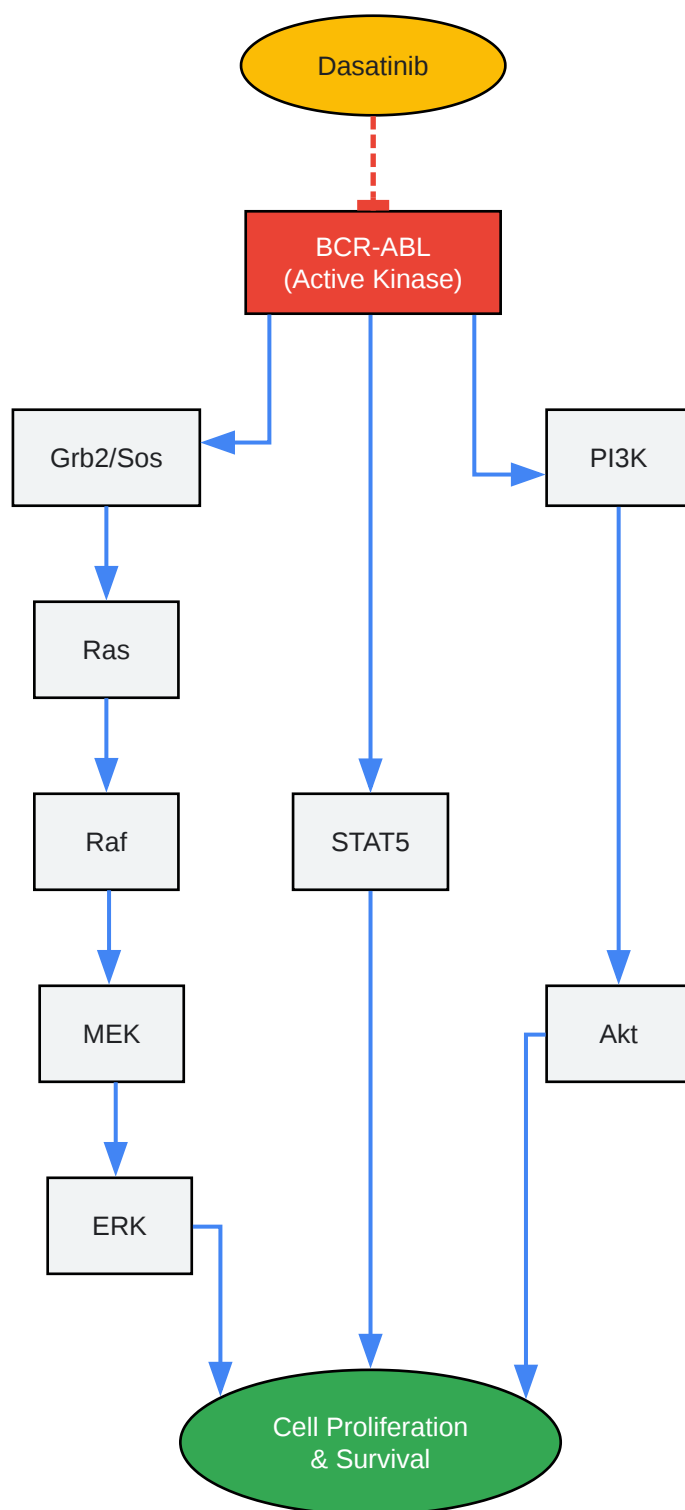 Dasatinib
BCR-ABL
(Active Kinase)
Grb2/Sos
PI3K
Ras
Raf
STAT5
MEK
Akt
ERK
Cell Proliferation
& Survival